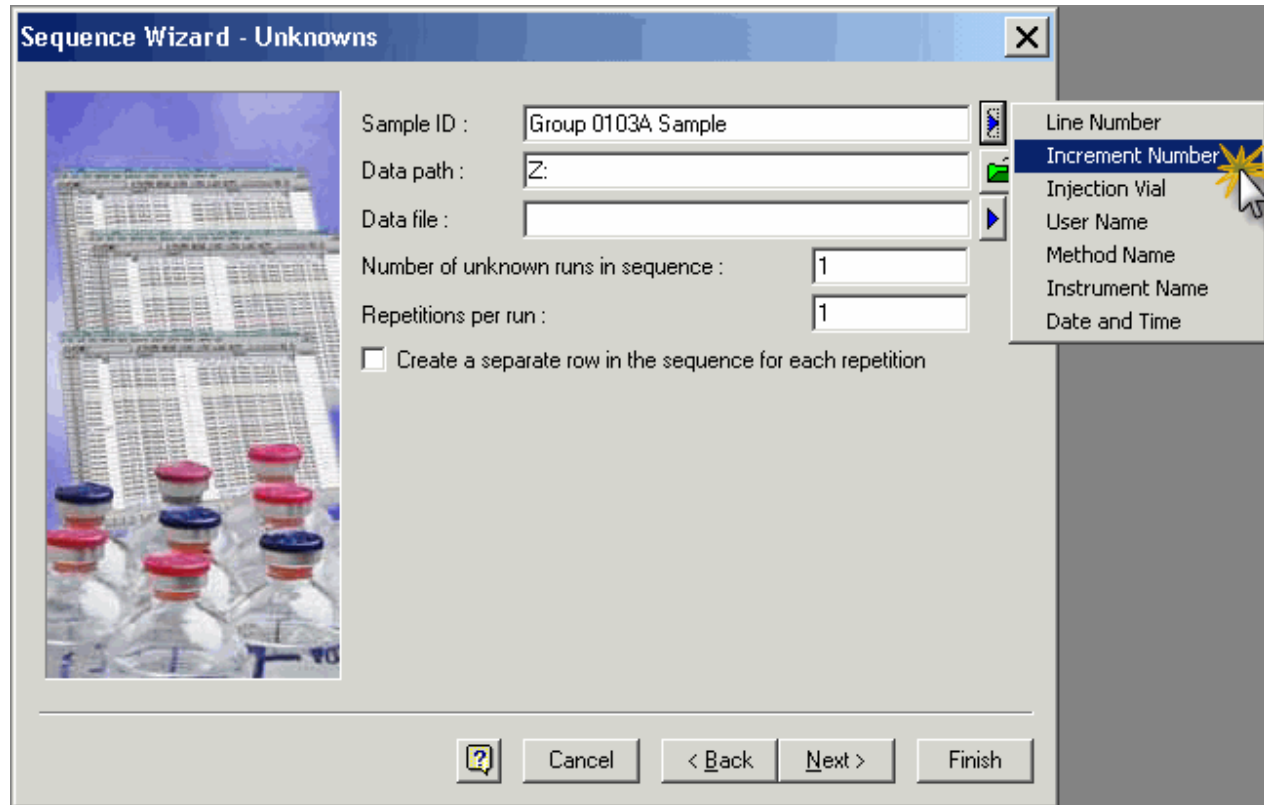 Sequence Wizard - Unknowns
Sample ID :
Group 0103A Sample
Data path :
Z:
Data file :
Number of unknown runs in sequence :
1
Repetitions per run :
1
Create a separate row in the sequence for each repetition
Line Number
Increment Number
Injection Vial
User Name
Method Name
Instrument Name
Date and Time
?
Cancel
< Back
Next >
Finish